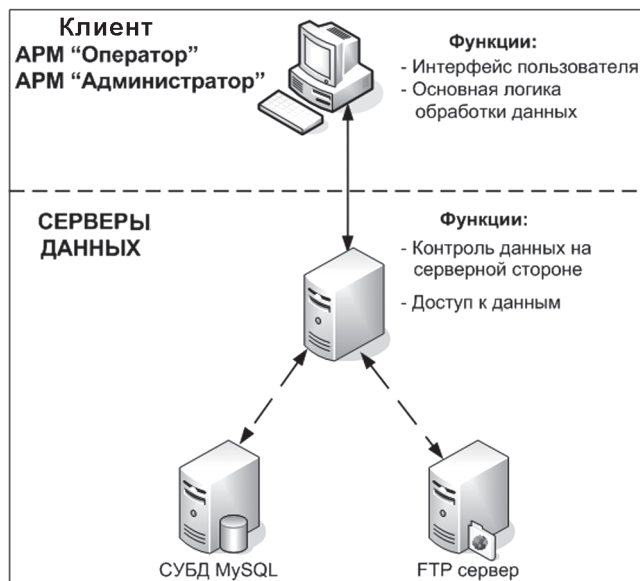 Клиент
АРМ “Оператор”
АРМ “Администратор”
Функции:
- Интерфейс пользователя
- Основная логика
обработки данных
СЕРВЕРЫ
ДАННЫХ
Функции:
- Контроль данных на
серверной стороне
- Доступ к данным
СУБД MySQL
FTP сервер